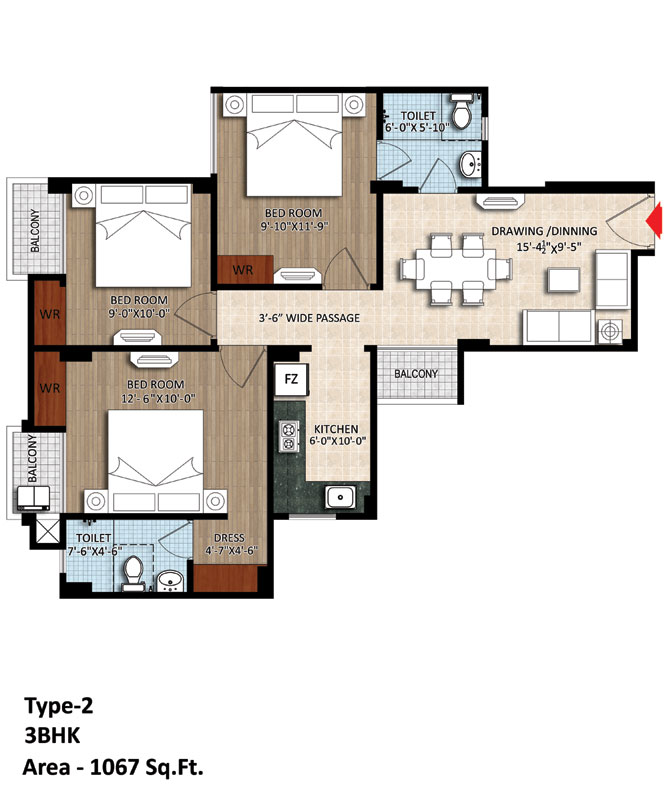 TOILET
6'-0"X 5'-10"
BED ROOM
9'-10"X11'-9"
WR
BALCONY
DRAWING /DINNING
15'-4½"X9'-5"
BED ROOM
9'-0"X10'-0"
WR
3'-6" WIDE PASSAGE
WR
BED ROOM
12'- 6"X10'-0"
FZ
BALCONY
KITCHEN
6'-0"X10'-0"
BALCONY
TOILET
7'-6"X4'-6"
DRESS
4'-7"X4'-6"
Type-2
3BHK
Area - 1067 Sq.Ft.